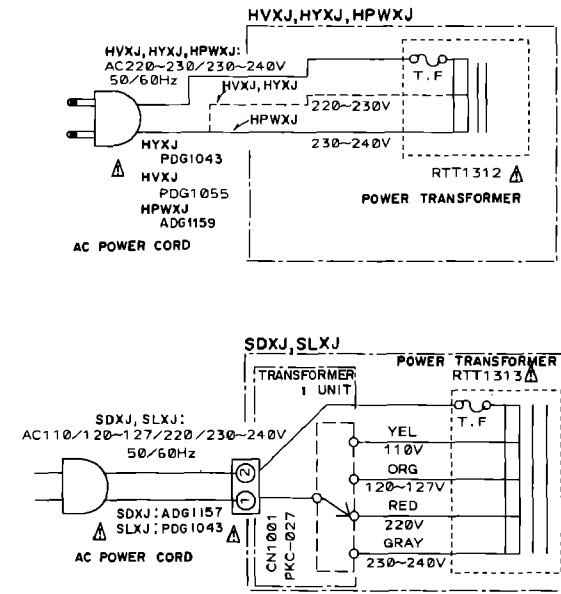 HVXJ, HYXJ, HPWXJ
HVXJ, HYXJ, HPWXJ:
AC220~230/230~240V
50/60Hz
HVXJ, HYXJ
T.F
220~230V
HPWXJ
230~240V
HYXJ
PDG1043
HVXJ
PDG1055
HPWXJ
ADG1159
RTT1312
POWER TRANSFORMER
AC POWER CORD
SDXJ, SLXJ
POWER TRANSFORMER
RTT1313
TRANSFORMER
1 UNIT
T.F
SDXJ, SLXJ:
AC110/120~127/220/230~240V
50/60Hz
YEL
110V
ORG
120~127V
RED
220V
GRAY
230~240V
2
1
SDXJ:ADG1157
SLXJ:PDG1043
CN1001
PKC-027
AC POWER CORD